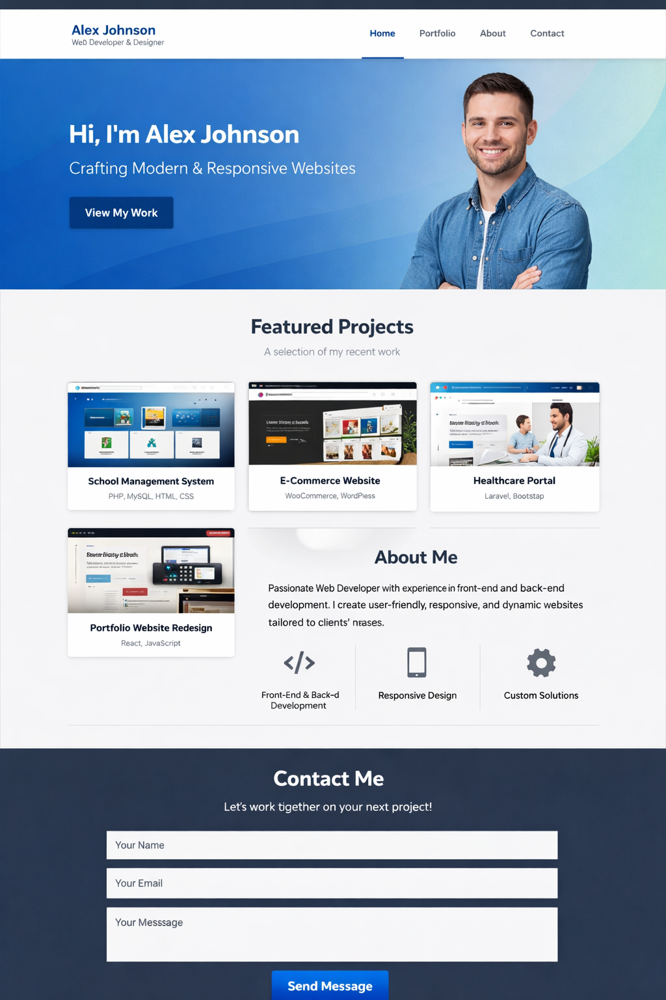 Alex Johnson
Web Developer & Designer
Home
Portfolio
About
Contact
Hi, I'm Alex Johnson
Crafting Modern & Responsive Websites
View My Work
Featured Projects
A selection of my recent work
School Management System
PHP, MySQL, HTML, CSS
E-Commerce Website
WooCommerce, WordPress
Healthcare Portal
Laravel, Bootstap
Portfolio Website Redesign
React, JavaScript
About Me
Passionate Web Developer with experience in front-end and back-end
development. I create user-friendly, responsive, and dynamic websites
tailored to clients'
Front-End & Back-d
Development
Responsive Design
Custom Solutions
Contact Me
Let's work tigether on your next project!
Your Name
Your Email
Your Messsage
Send Message